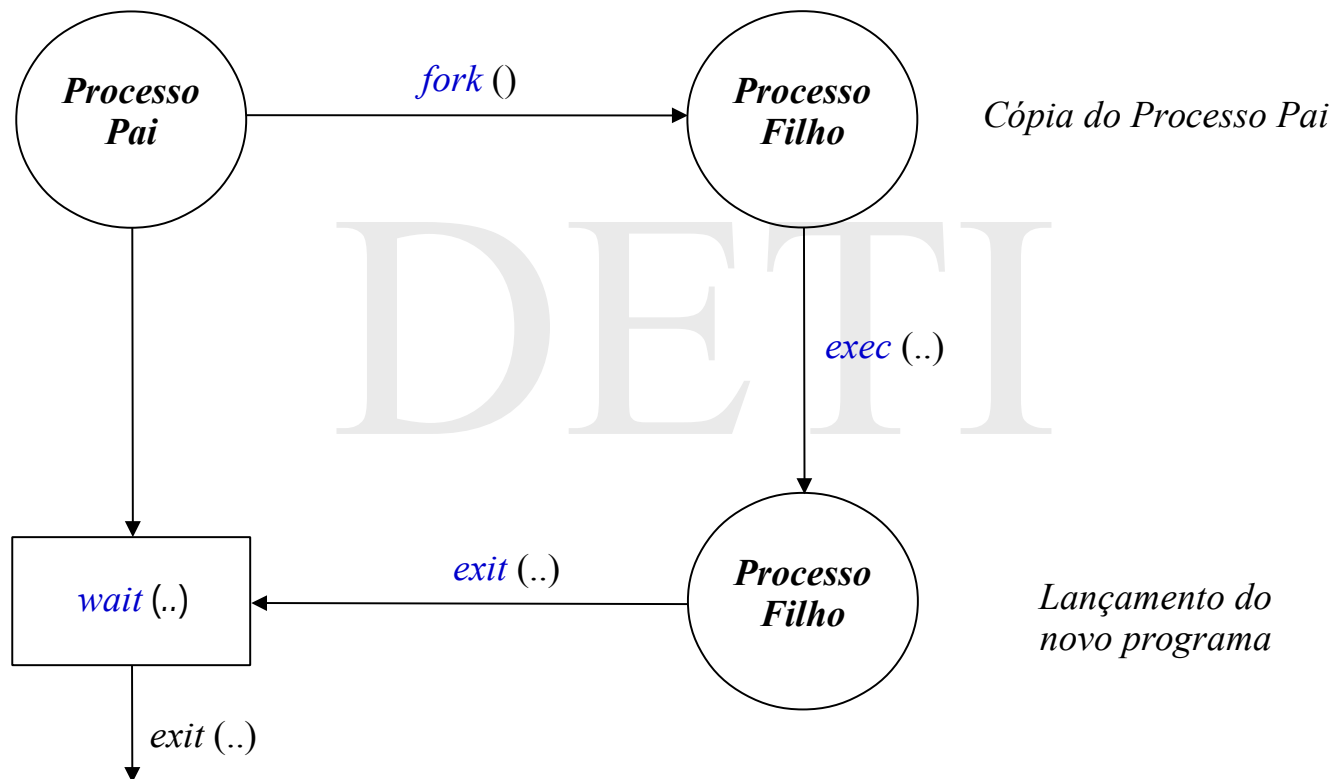 Processo
Pai
fork ()
Processo
Filho
Cópia do Processo Pai
DETI
exec (..)
wait (..)
exit (..)
Processo
Filho
Lançamento do
novo programa
exit (..)